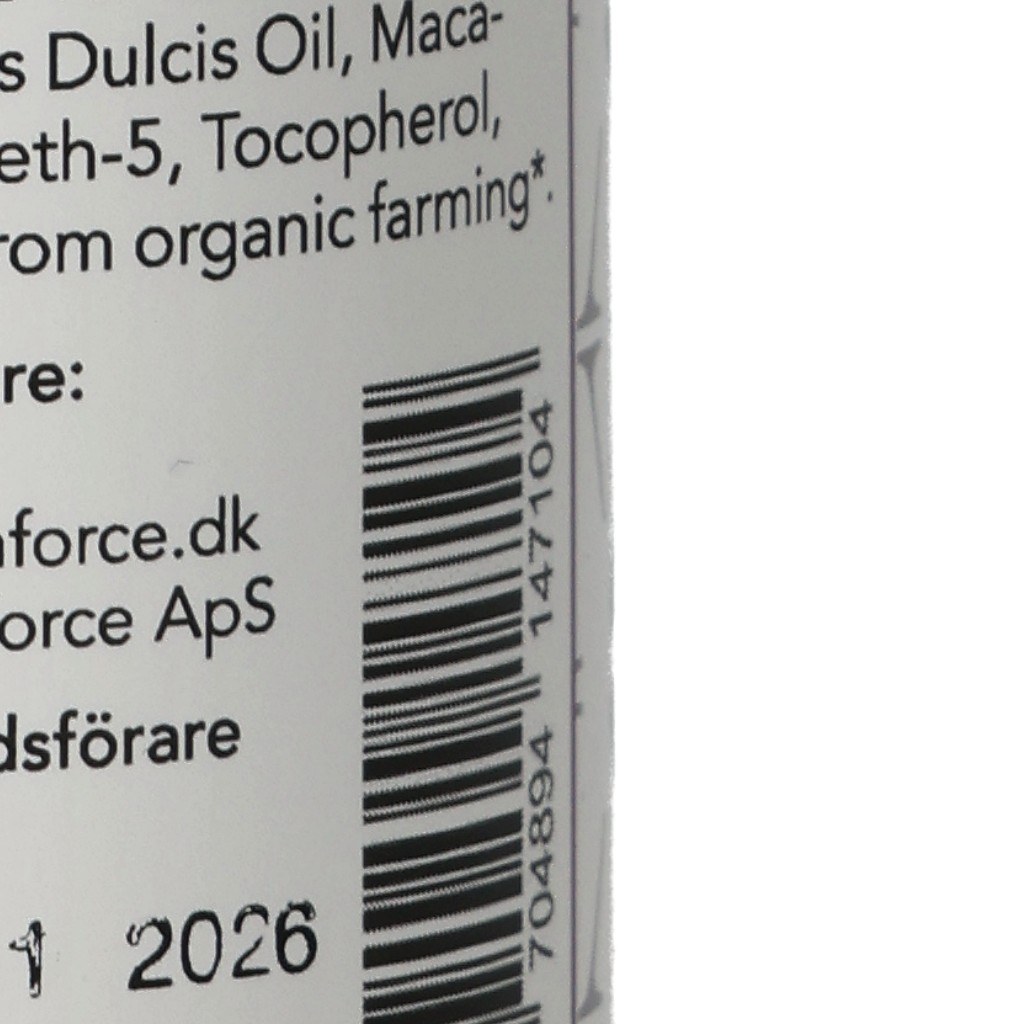 s Dulcis Oil, Maca-
eth-5, Tocopherol,
rom organic farming*.
re:
force.dk
orce ApS
dsförare
1 2026
704894 147104